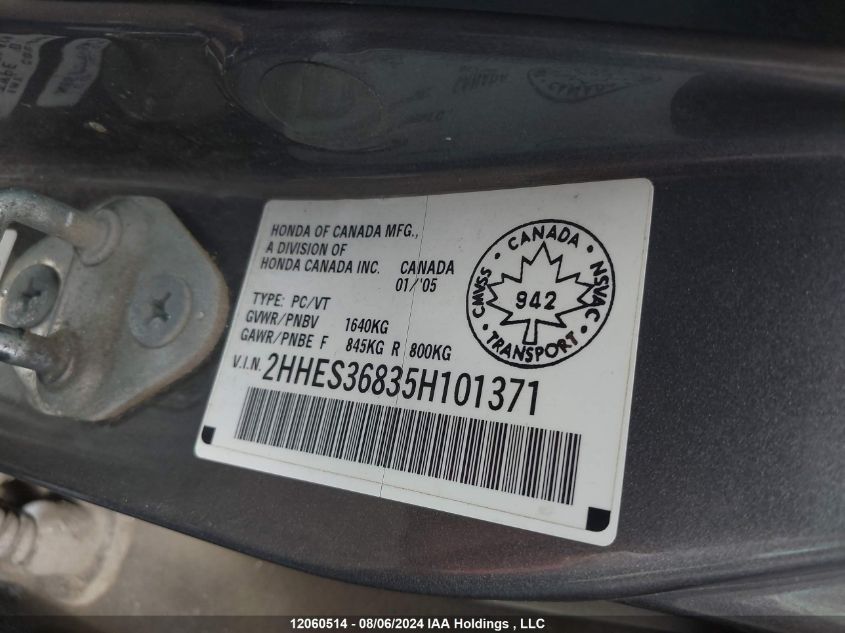 CANADA
HONDA OF CANADA MFG.,
A DIVISION OF
HONDA CANADA INC. CANADA
01/'05
TYPE: PC/VT
GVWR/PNBV 1640KG
GAWR/PNBE F 845KG R 800KG
V.I.N. 2HHES36835H101371
CMVSS • CANADA • NSVAC • TRANSPORT •
942
12060514 - 08/06/2024 IAA Holdings , LLC